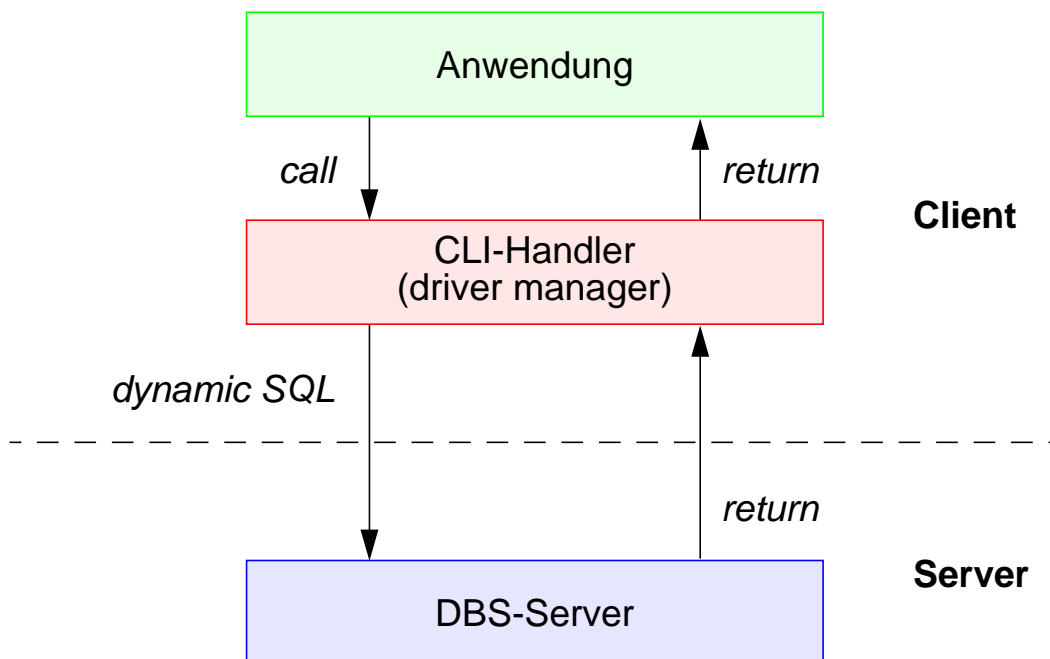 Anwendung
call
return
Client
CLI-Handler
(driver manager)
dynamic SQL
return
Server
DBS-Server